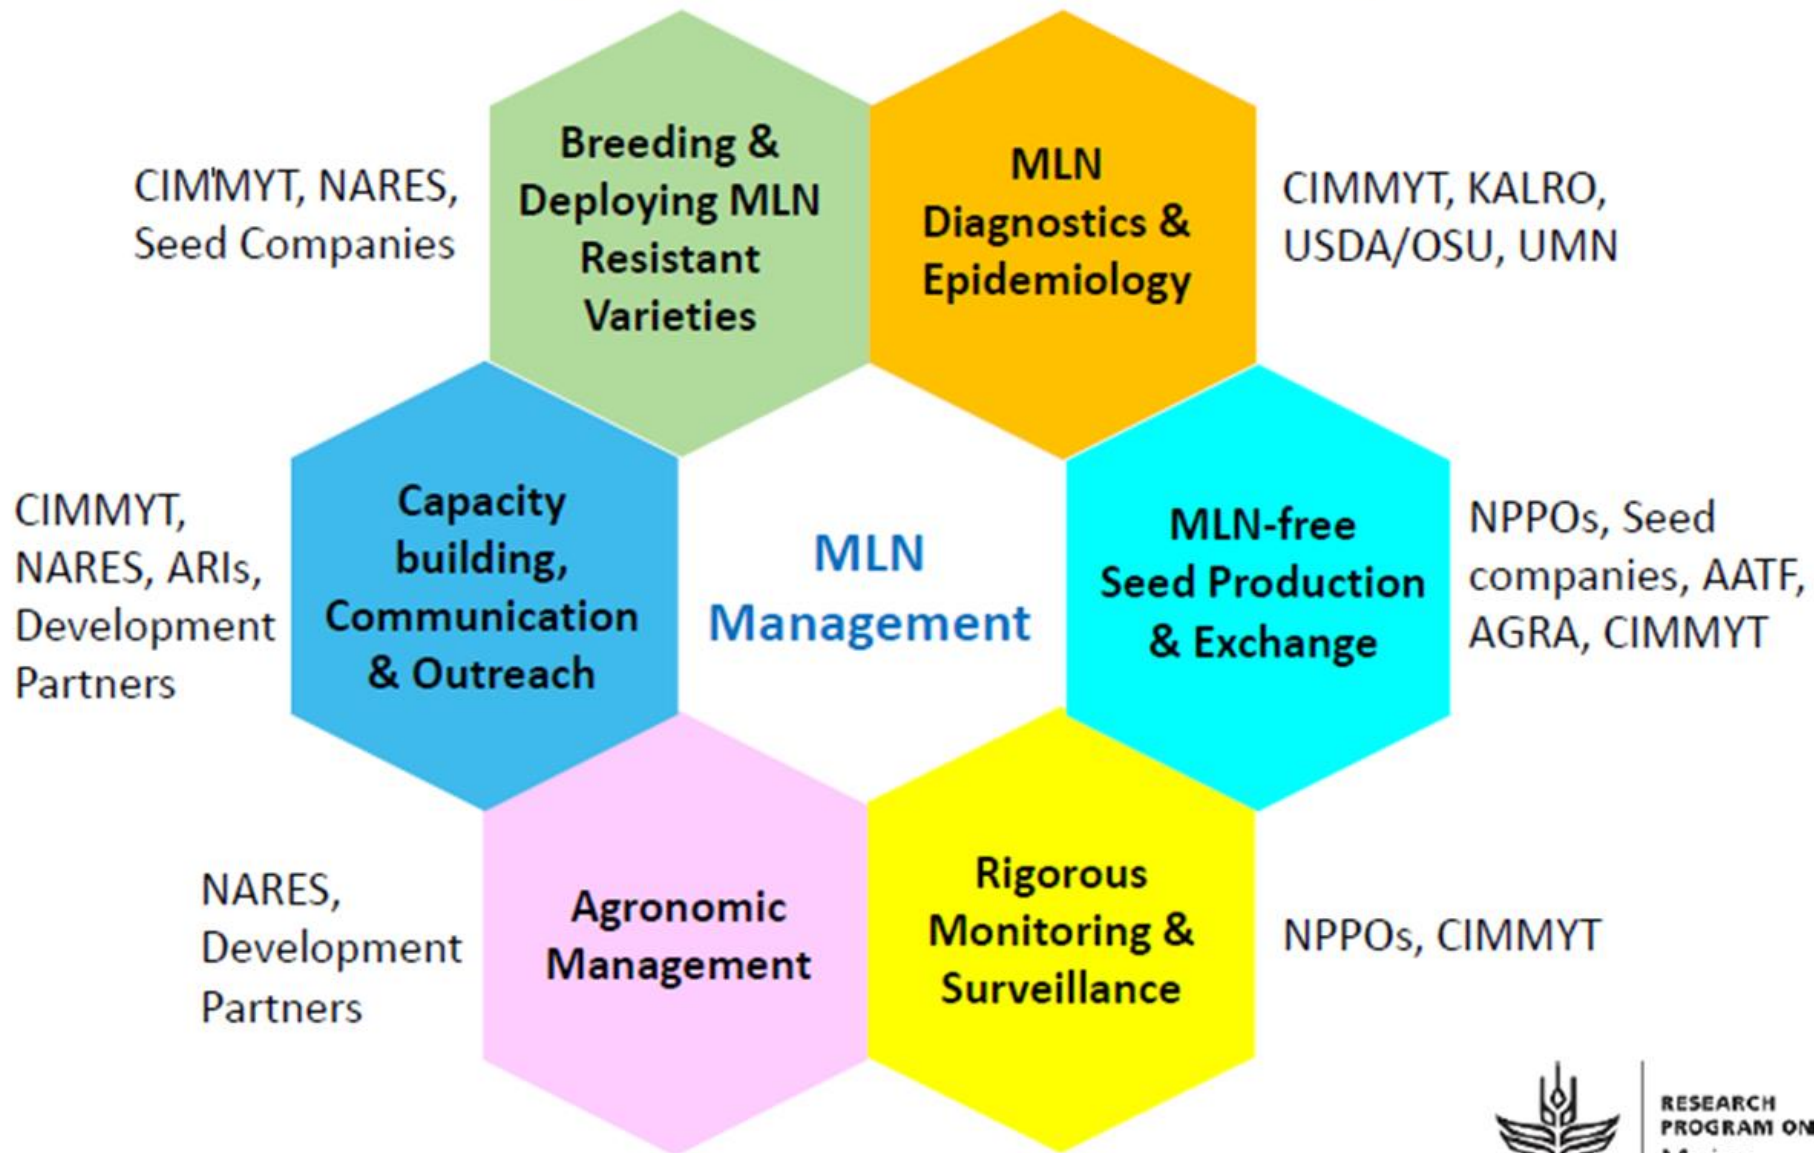 CIM'MYT, NARES,
Seed Companies
Breeding &
Deploying MLN
Resistant
Varieties
MLN
Diagnostics &
Epidemiology
CIMMYT, KALRO,
USDA/OSU, UMN
CIMMYT,
NARES, ARIs,
Development
Partners
Capacity
building,
Communication
& Outreach
MLN
Management
MLN-free
Seed Production
& Exchange
NPPOs, Seed
companies, AATF,
AGRA, CIMMYT
NARES,
Development
Partners
Agronomic
Management
Rigorous
Monitoring &
Surveillance
NPPOs, CIMMYT
RESEARCH
PROGRAM ON